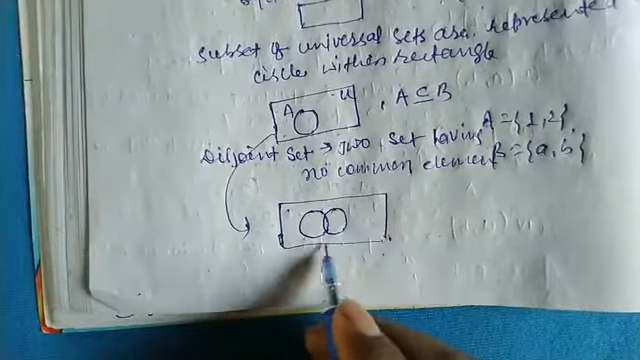 subset of universal sets are represented
circle within rectangle
A U , A ⊆ B
Disjoint set → two set having A = {1,2}
no common element B = {a, b}